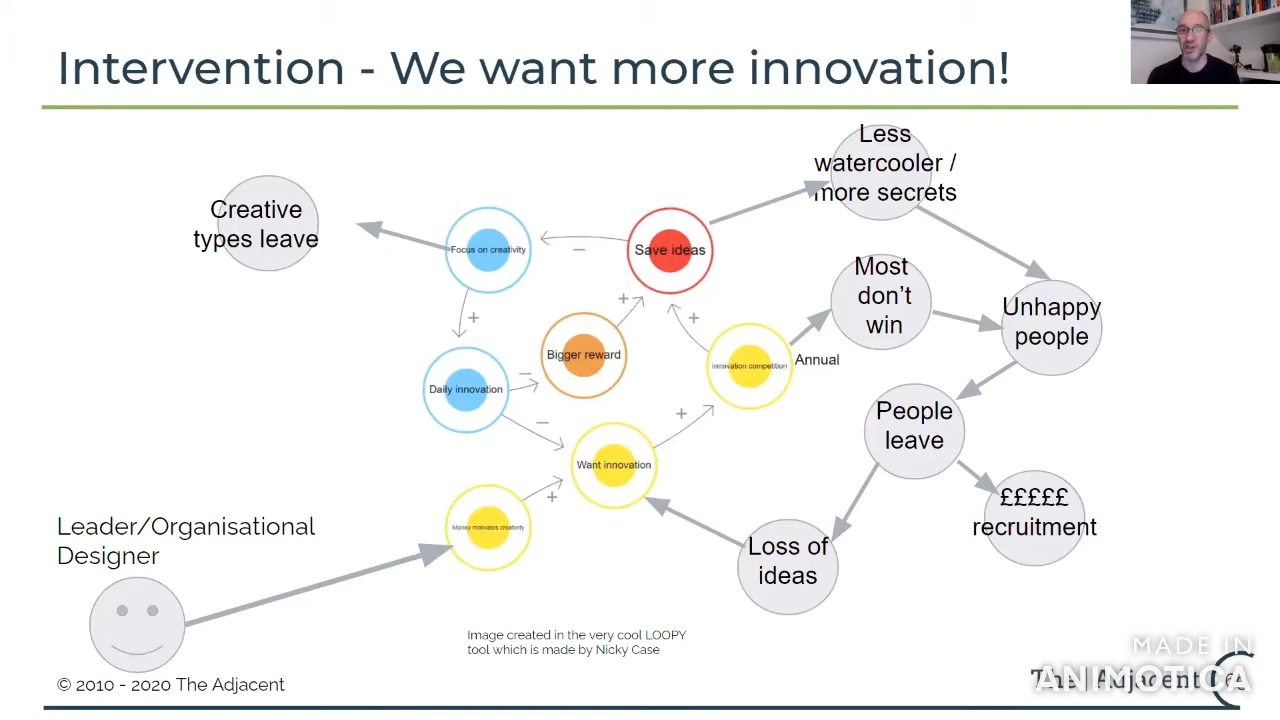 Intervention - We want more innovation!
Less
watercooler /
more secrets
Creative
types leave
Focus on creativity
Save ideas
Most
don't
win
Unhappy
people
Bigger reward
innovation competition
Annual
Daily innovation
People
leave
Want innovation
£££££
recruitment
Money motivates creativity
Leader/Organisational
Designer
Loss of
ideas
Image created in the very cool LOOPY
tool which is made by Nicky Case
© 2010 - 2020 The Adjacent
The Adjacent
MADE IN
ANIMOTICA